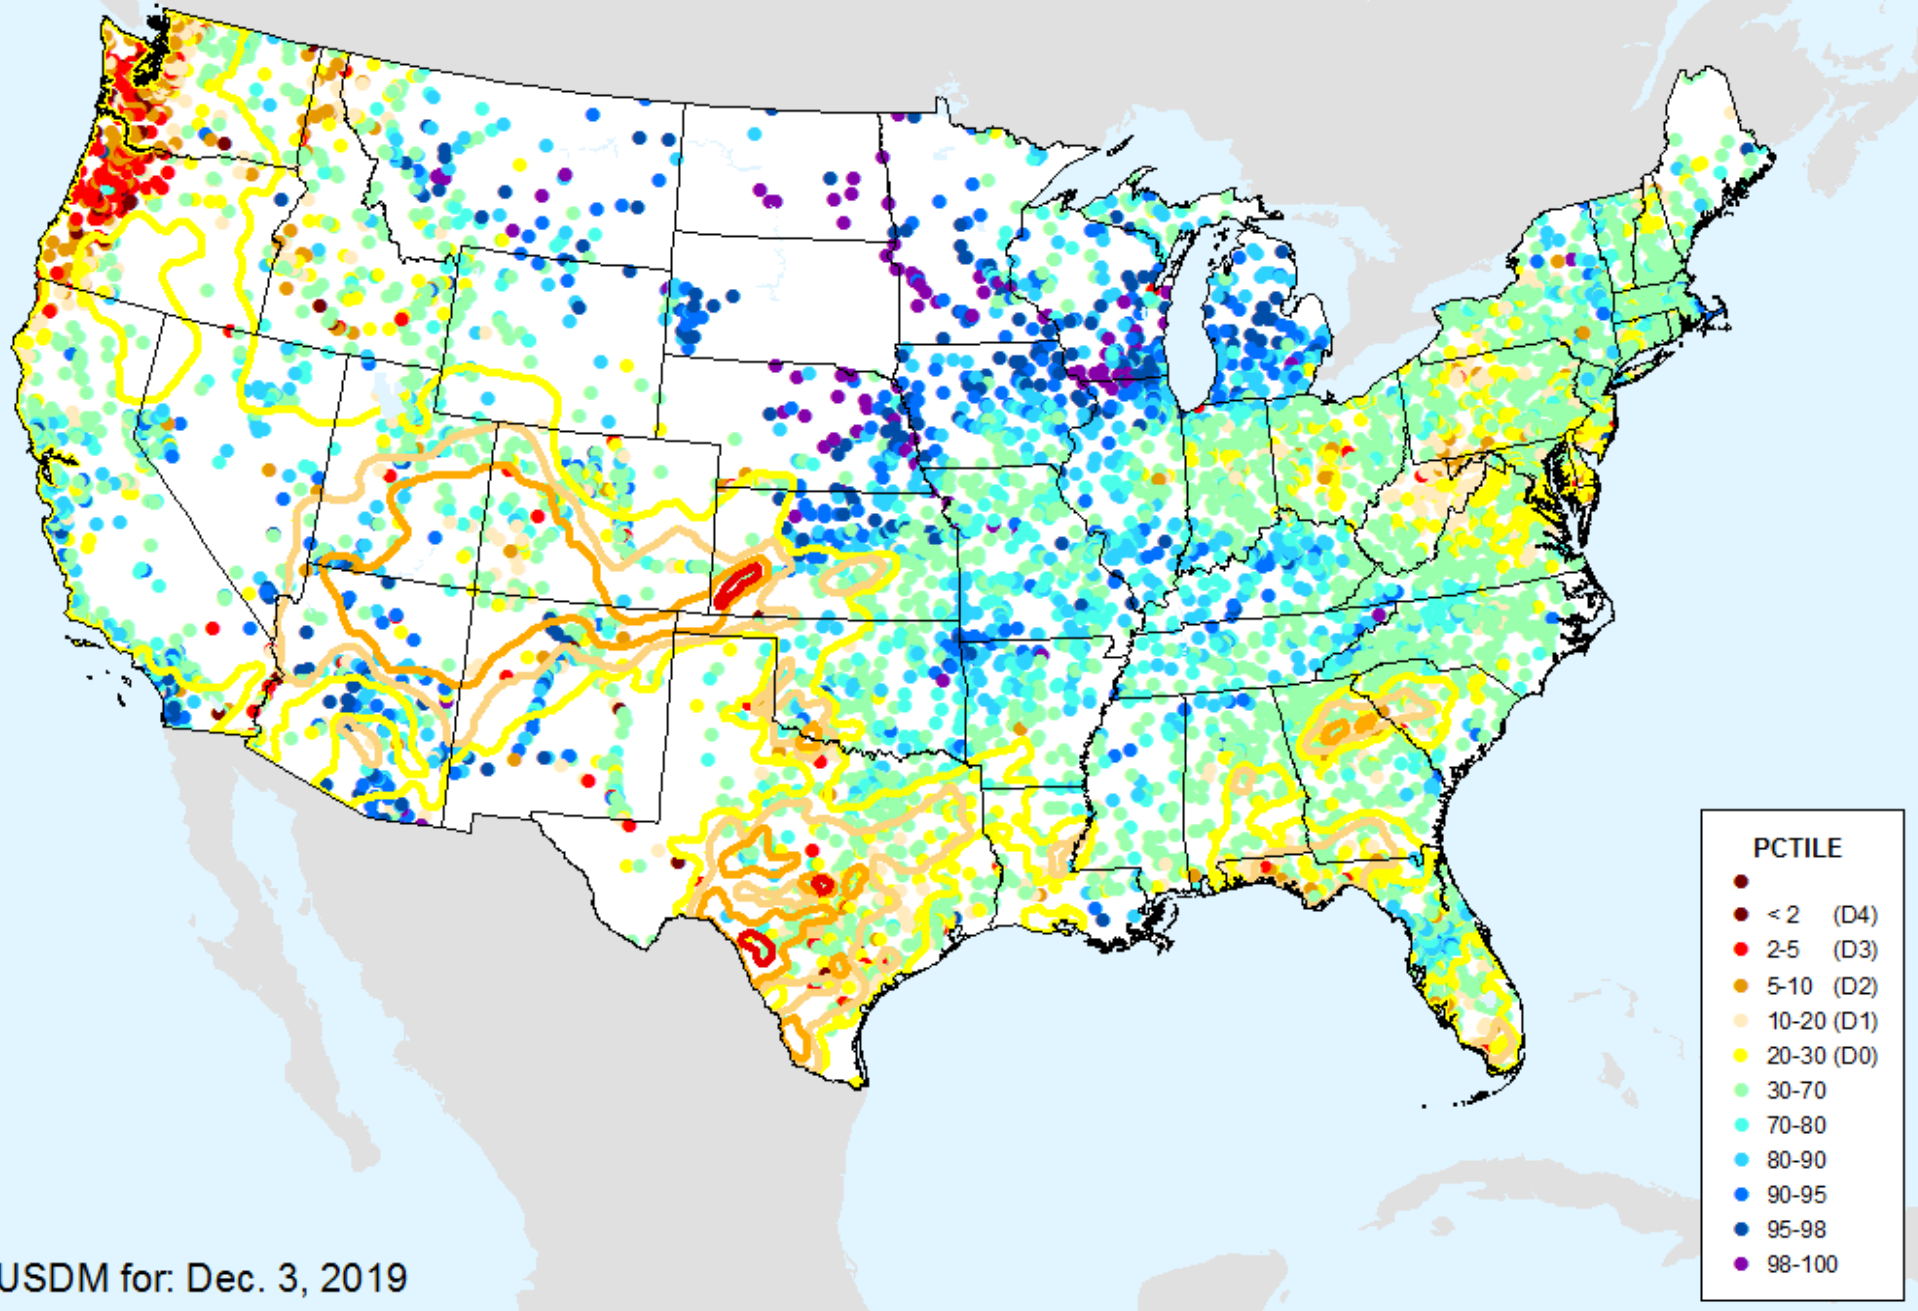 PCTILE
< 2 (D4)
2-5 (D3)
5-10 (D2)
10-20 (D1)
20-30 (D0)
30-70
70-80
80-90
90-95
95-98
98-100
USDM for: Dec. 3, 2019